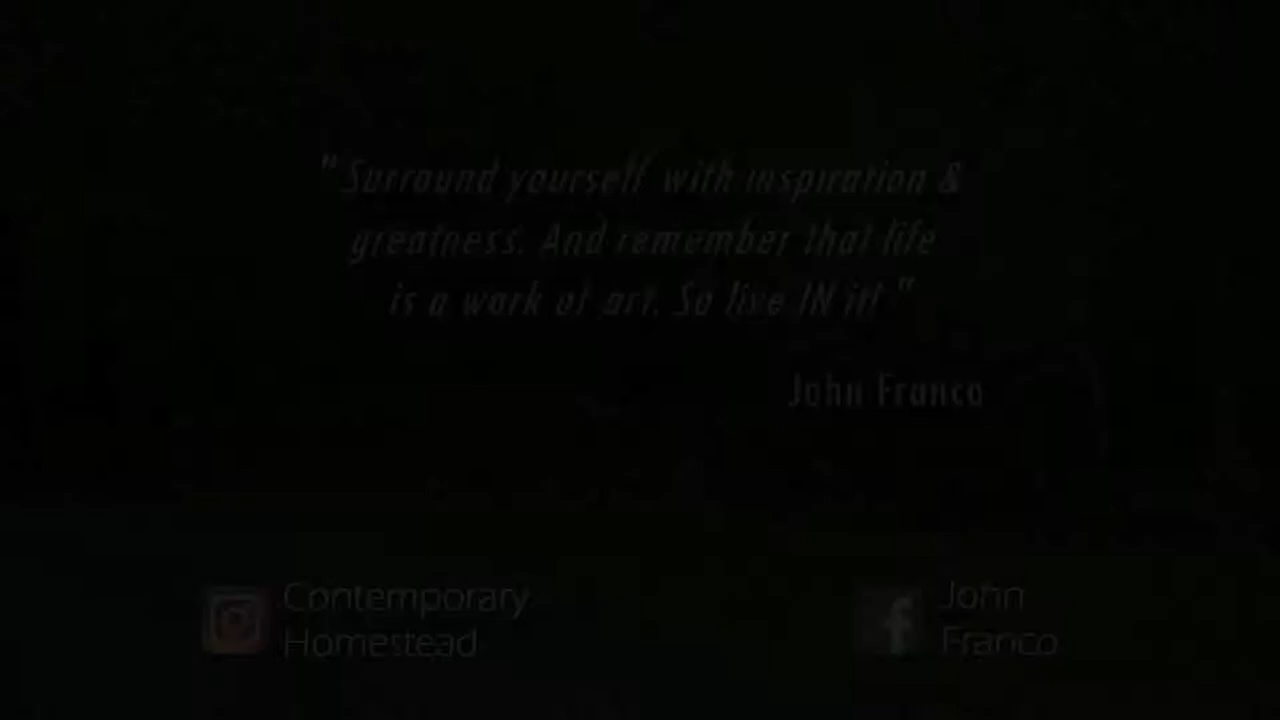 "Surround yourself with inspiration &
greatness. And remember that life
is a work of art. So live IN it!"
John Franco
Contemporary
Homestead
John
Franco